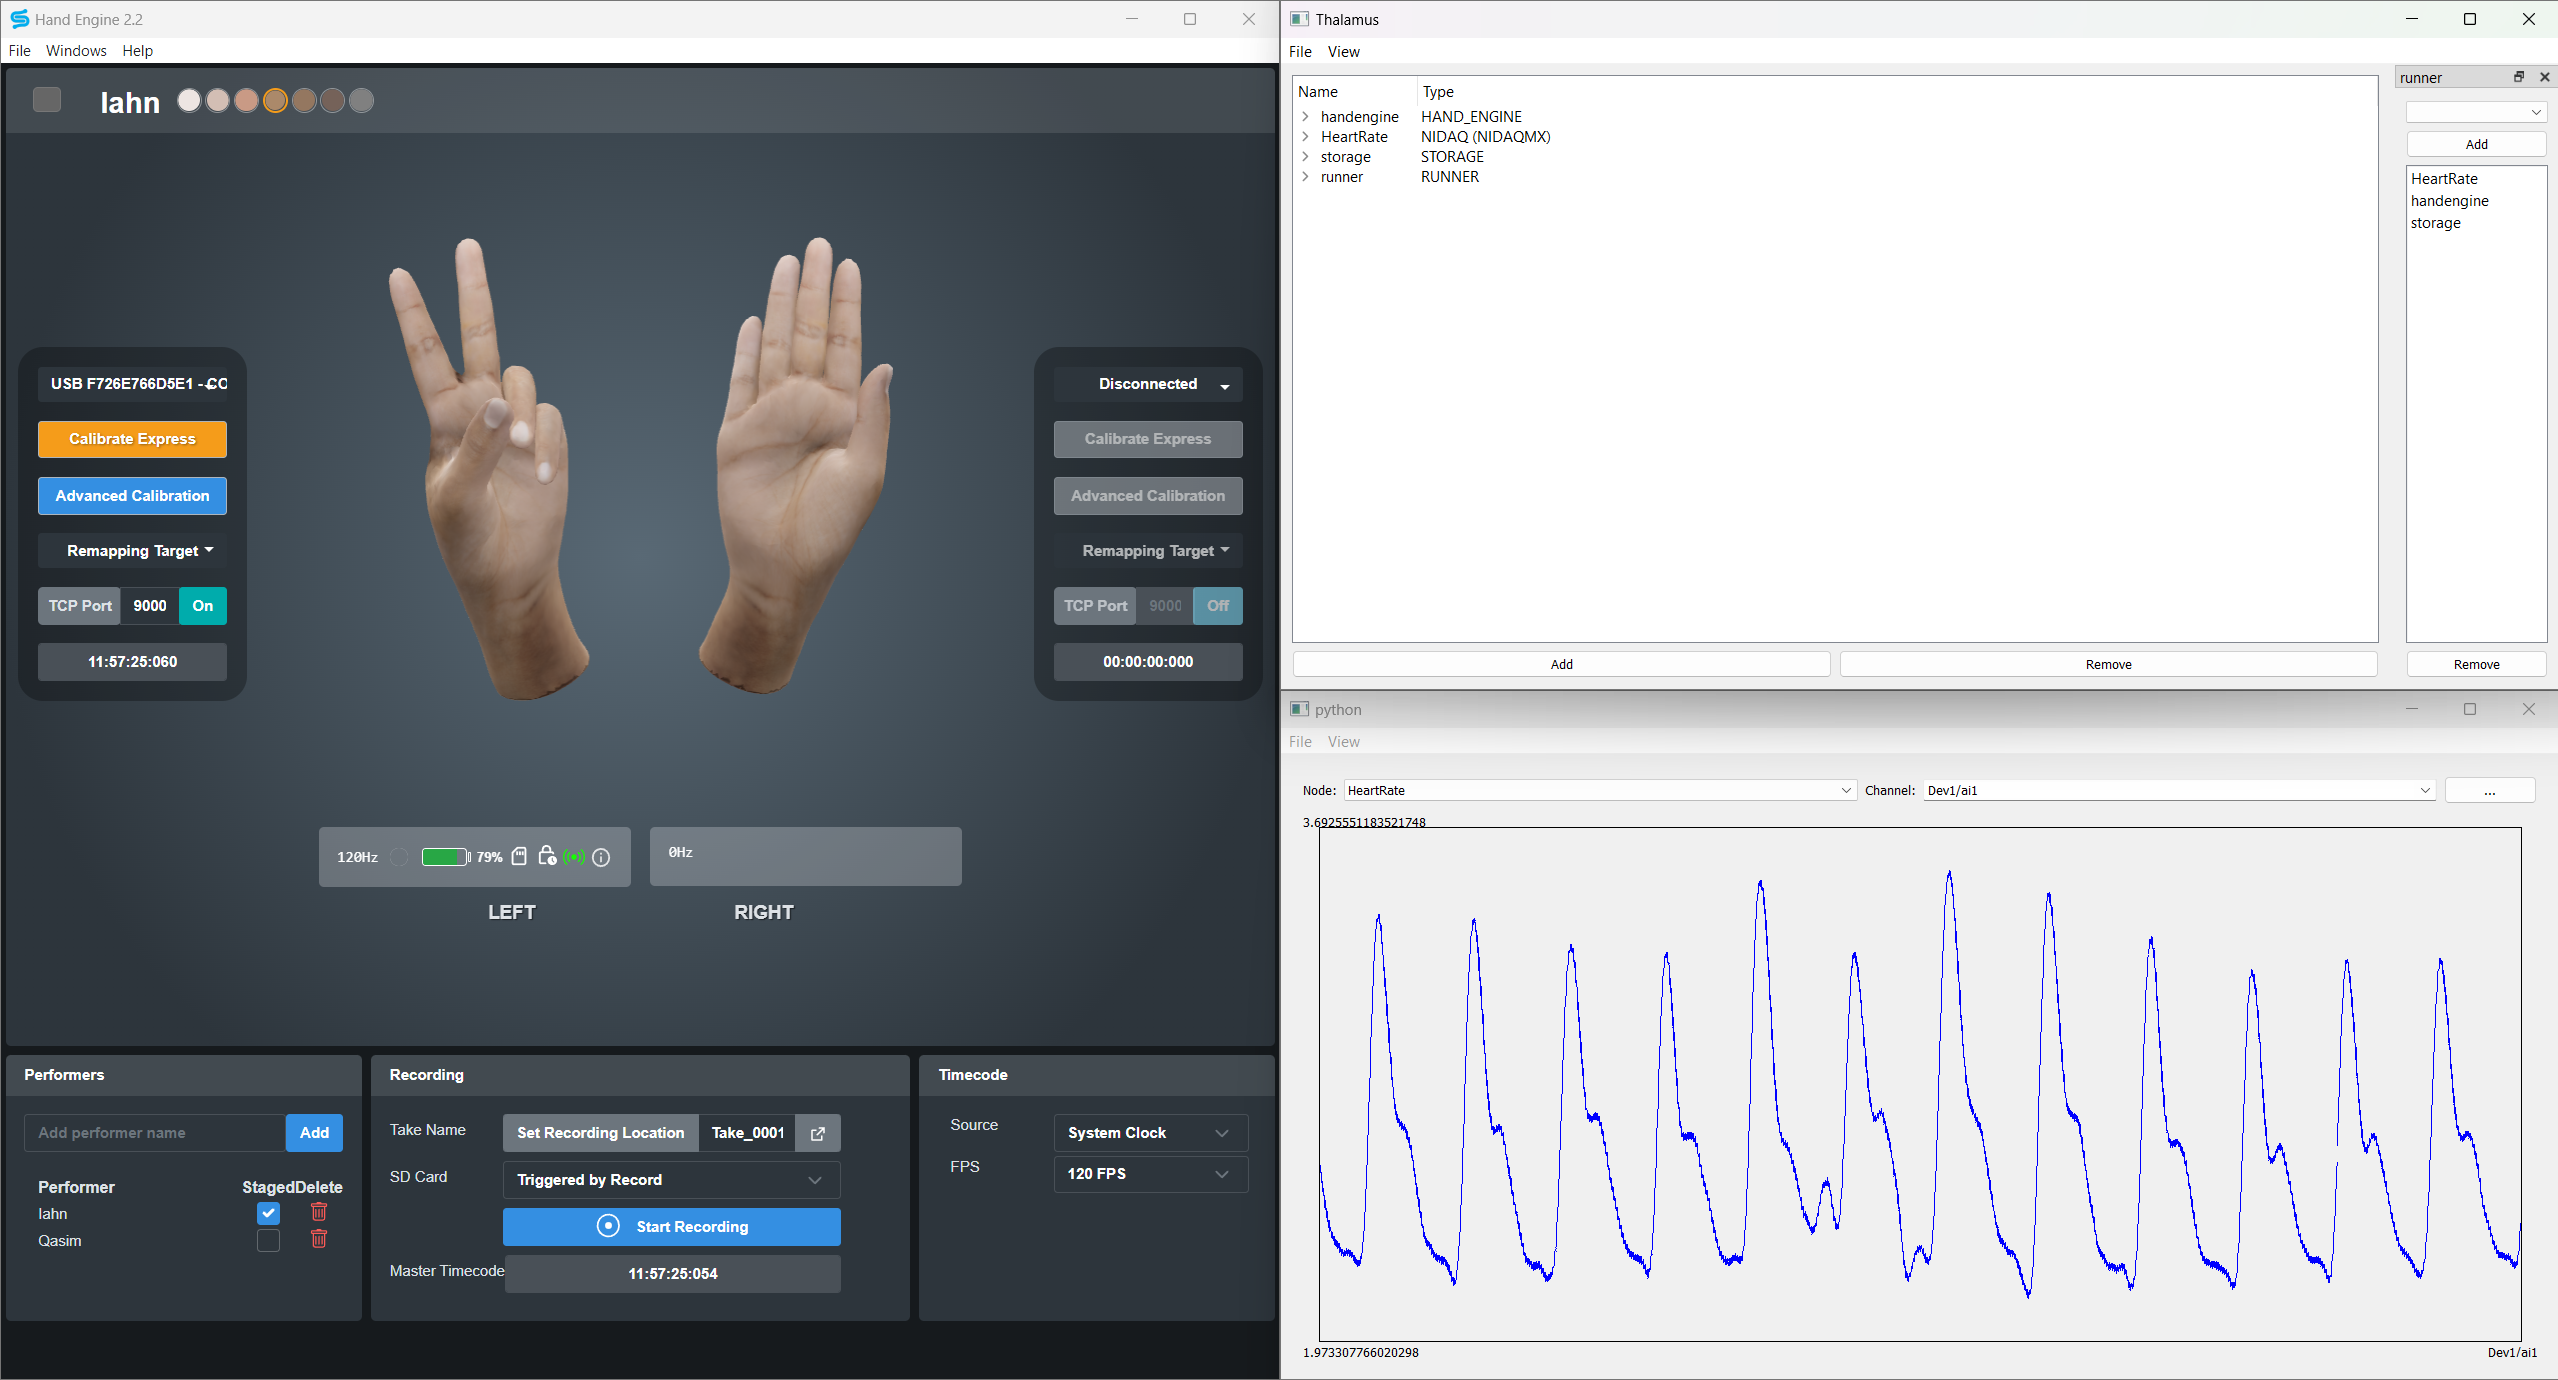 Hand Engine 2.2
File Windows Help
Iahn
USB F726E766D5E1 - CO
Calibrate Express
Advanced Calibration
Remapping Target
TCP Port 9000 On
11:57:25:060
Disconnected
Calibrate Express
Advanced Calibration
Remapping Target
TCP Port 9000 Off
00:00:00:000
120Hz 79%
0Hz
LEFT
RIGHT
Performers
Add performer name Add
Performer Staged Delete
Iahn
Qasim
Recording
Take Name Set Recording Location Take_0001
SD Card Triggered by Record
Start Recording
Master Timecode 11:57:25:054
Timecode
Source System Clock
FPS 120 FPS
Thalamus
File View
Name Type
handengine HAND_ENGINE
HeartRate NIDAQ (NIDAQMX)
storage STORAGE
runner RUNNER
Add Remove
runner
Add
HeartRate
handengine
storage
Remove
python
File View
Node: HeartRate Channel: Dev1/ai1 ...
3.6925551183521748
1.973307766020298
Dev1/ai1